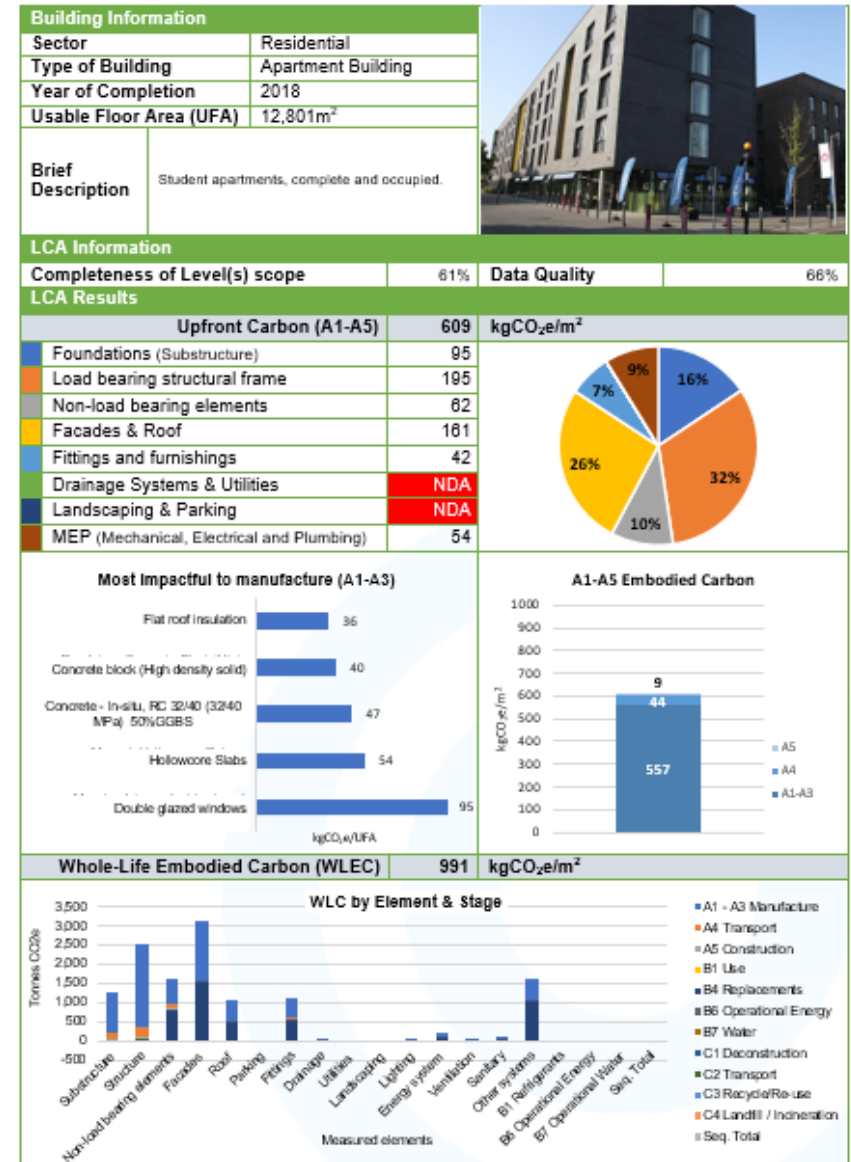 Building Information
Sector Residential
Type of Building Apartment Building
Year of Completion 2018
Usable Floor Area (UFA) 12,801m²
Brief Description Student apartments, complete and occupied.
LCA Information
Completeness of Level(s) scope 61% Data Quality 66%
LCA Results
Upfront Carbon (A1-A5) 609 kgCO₂e/m²
Foundations (Substructure) 95
Load bearing structural frame 195
Non-load bearing elements 62
Facades & Roof 161
Fittings and furnishings 42
Drainage Systems & Utilities NDA
Landscaping & Parking NDA
MEP (Mechanical, Electrical and Plumbing) 54
9%
16%
7%
26%
32%
10%
Most Impactful to manufacture (A1-A3)
Flat roof insulation 36
Concrete block (High density solid) 40
Concrete - In-situ, RC 32/40 (32/40
MPa) 50%GGBS 47
Hollowcore Slabs 54
Double glazed windows 95
kgCO₂e/UFA
A1-A5 Embodied Carbon
1000
900
800
700
600
500
400
300
200
100
0
kgCO₂e/m²
9
44
557
A5
A4
A1-A3
Whole-Life Embodied Carbon (WLEC) 991 kgCO₂e/m²
WLC by Element & Stage
Tonnes CO2e
3,500
3,000
2,500
2,000
1,500
1,000
500
0
-500
Substructure
Structure
Non-load bearing elements
Facades
Roof
Parking
Fittings
Drainage
Utilities
Landscaping
Lighting
Energy system
Ventilation
Sanitary
Other systems
B1 Refrigerants
B6 Operational Energy
B7 Operational Water
Seq. Total
Measured elements
A1 - A3 Manufacture
A4 Transport
A5 Construction
B1 Use
B4 Replacements
B6 Operational Energy
B7 Water
C1 Deconstruction
C2 Transport
C3 Recycle/Re-use
C4 Landfill / Incineration
Seq. Total